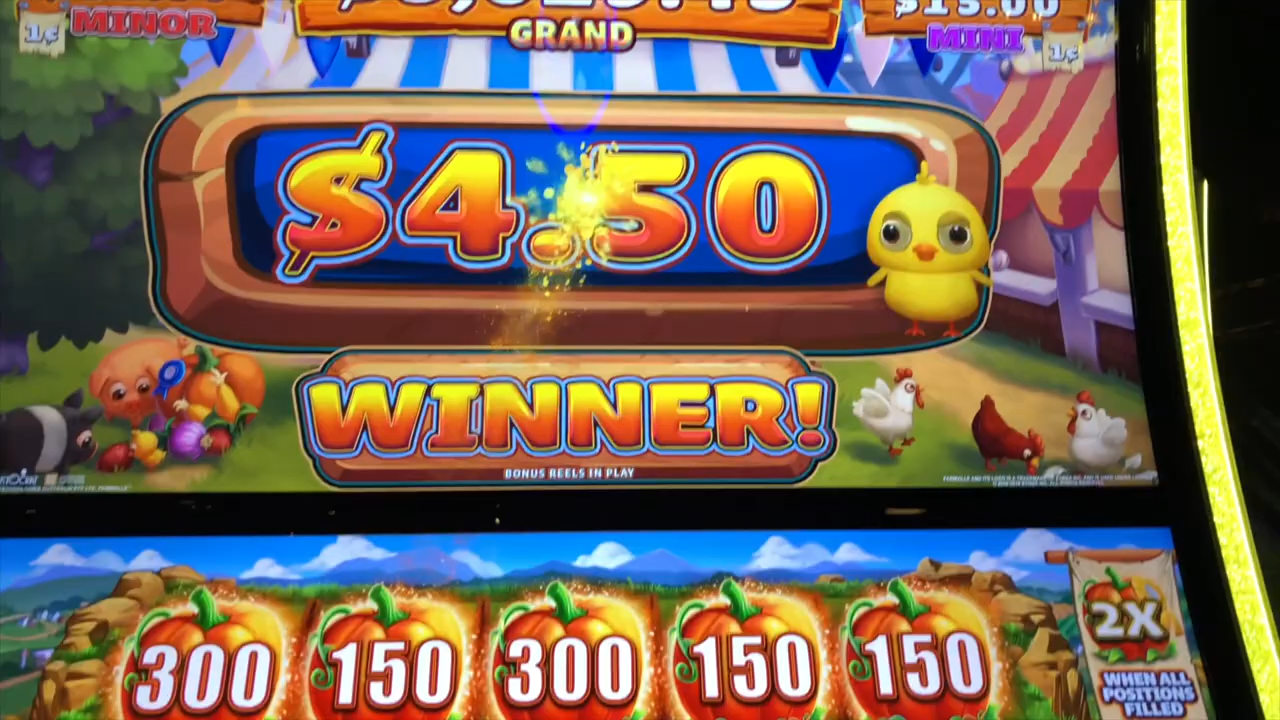 1¢ MINOR
GRAND
$15.00
MINI 1¢
$4.50
WINNER!
BONUS REELS IN PLAY
300 150 300 150 150
2X
WHEN ALL
POSITIONS
FILLED